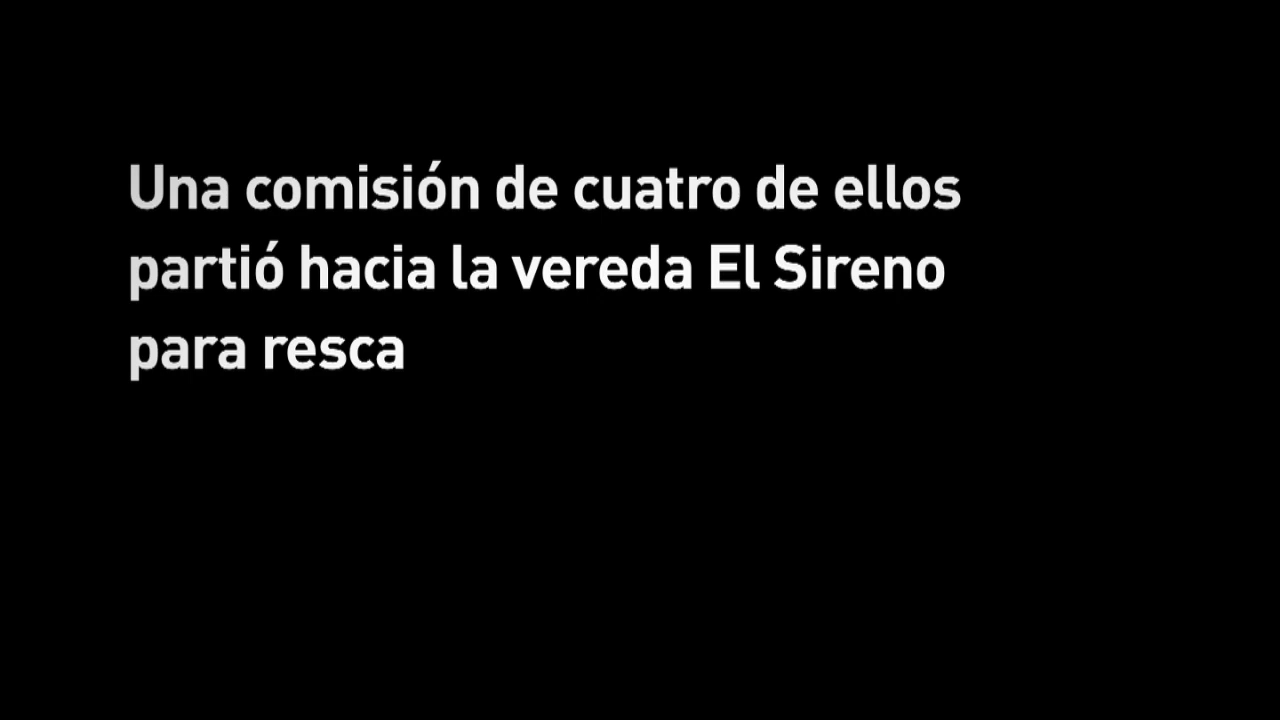 Una comisión de cuatro de ellos
partió hacia la vereda El Sireno
para resca